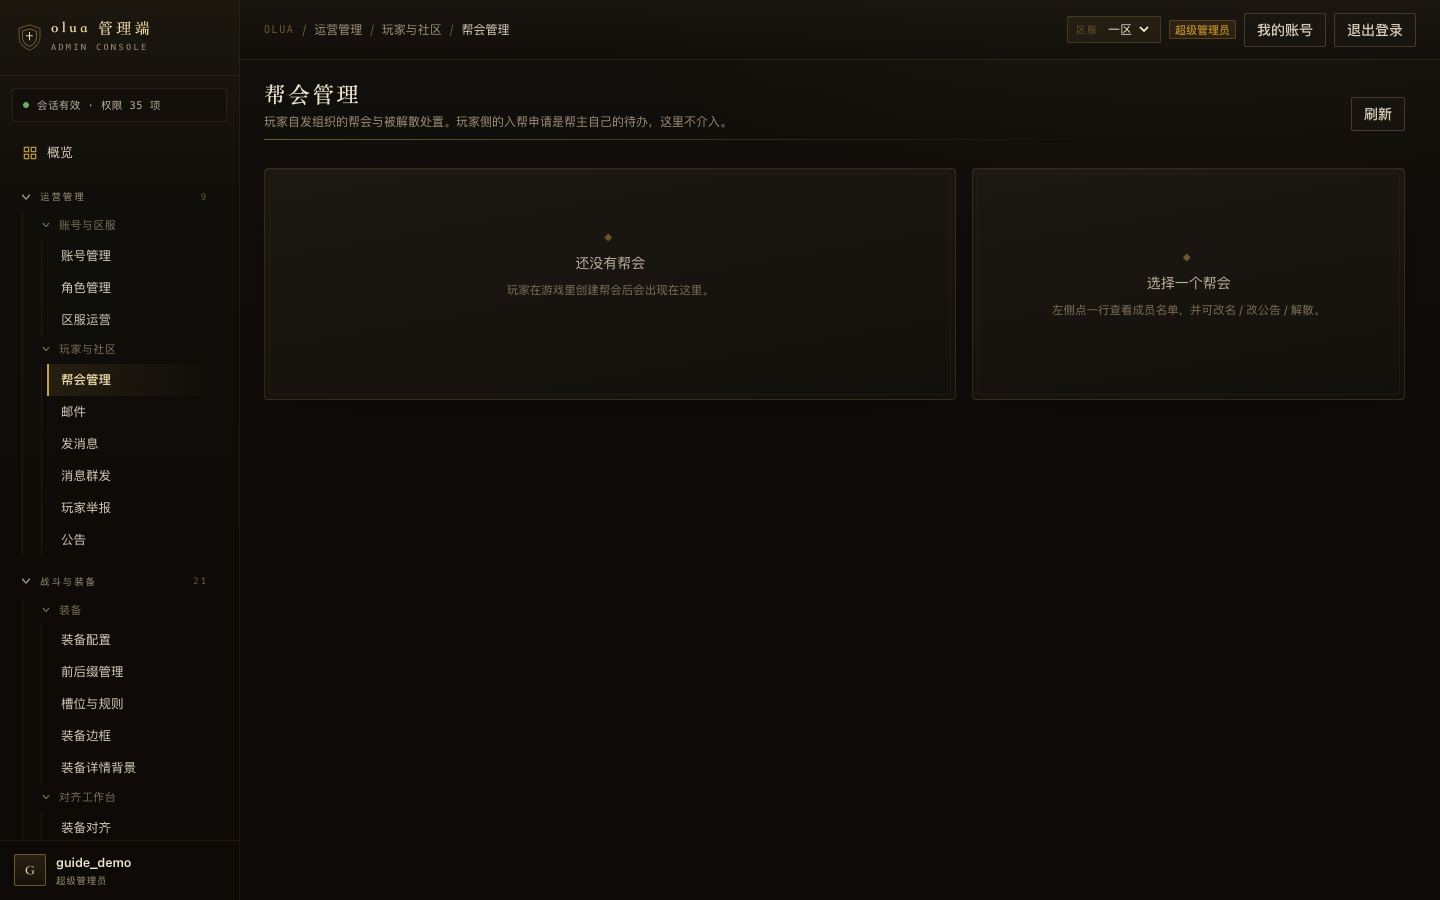 olua 管理端
ADMIN CONSOLE
会话有效 · 权限 35 项
概览
运营管理 9
账号与区服
账号管理
角色管理
区服运营
玩家与社区
帮会管理
邮件
发消息
消息群发
玩家举报
公告
战斗与装备 21
装备
装备配置
前后缀管理
槽位与规则
装备边框
装备详情背景
对齐工作台
装备对齐
G
guide_demo
超级管理员
OLUA / 运营管理 / 玩家与社区 / 帮会管理
区服 一区
超级管理员
我的账号
退出登录
帮会管理
玩家自发组织的帮会与被解散处置。玩家侧的入帮申请是帮主自己的待办，这里不介入。
刷新
还没有帮会
玩家在游戏里创建帮会后会出现在这里。
选择一个帮会
左侧点一行查看成员名单，并可改名 / 改公告 / 解散。